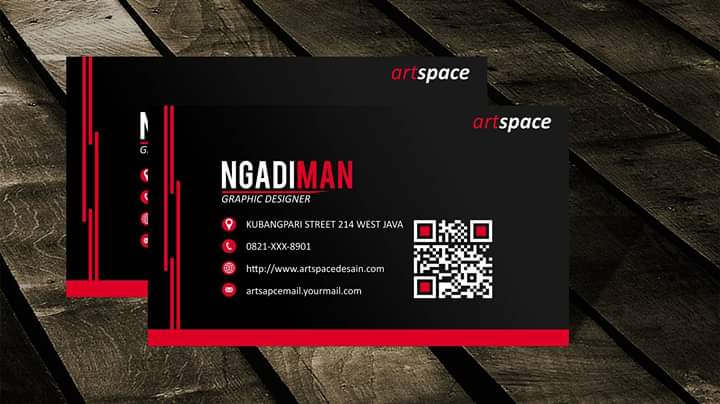 artspace
N
G
artspace
NGADIMAN
GRAPHIC DESIGNER
KUBANGPARI STREET 214 WEST JAVA
0821-XXX-8901
http://www.artspacedesain.com
artsapcemail.yourmail.com